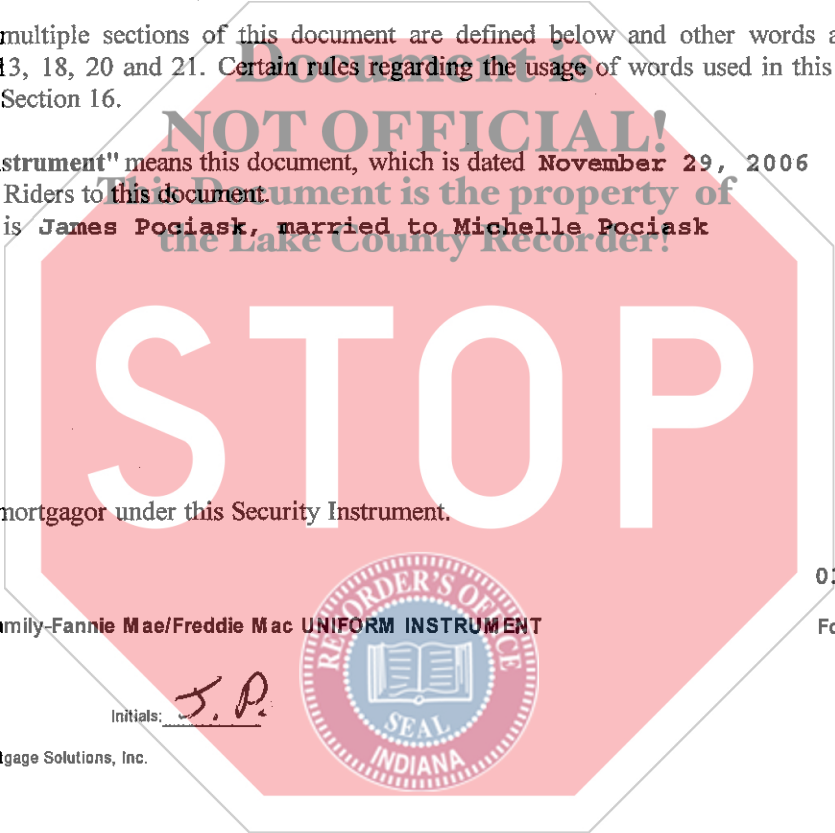 multiple sections of this document are defined below and other words a
Document is
13, 18, 20 and 21. Certain rules regarding the usage of words used in this
Section 16.
NOT OFFICIAL!
strument" means this document, which is dated November 29, 2006
This Document is the property of
Riders to this document.
is James Pociask, married to Michelle Pociask
the Lake County Recorder!
STOP
mortgagor under this Security Instrument.
RECORDER'S OFFICE
SEAL
INDIANA
amily-Fannie Mae/Freddie Mac UNIFORM INSTRUMENT
Initials: J. P.
tgage Solutions, Inc.